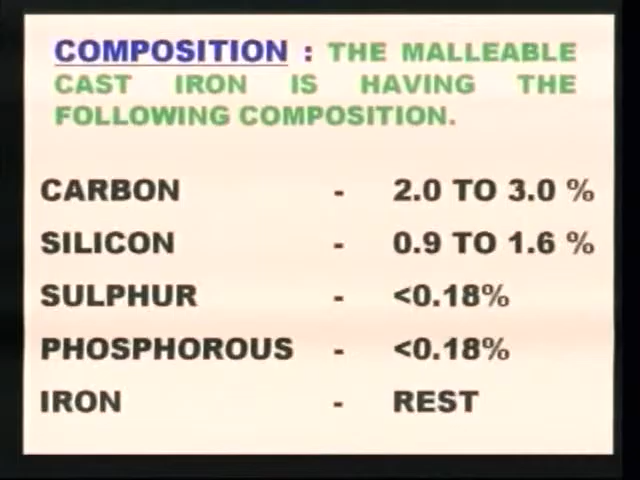 COMPOSITION : THE MALLEABLE
CAST IRON IS HAVING THE
FOLLOWING COMPOSITION.
CARBON - 2.0 TO 3.0 %
SILICON - 0.9 TO 1.6 %
SULPHUR - <0.18%
PHOSPHOROUS - <0.18%
IRON - REST